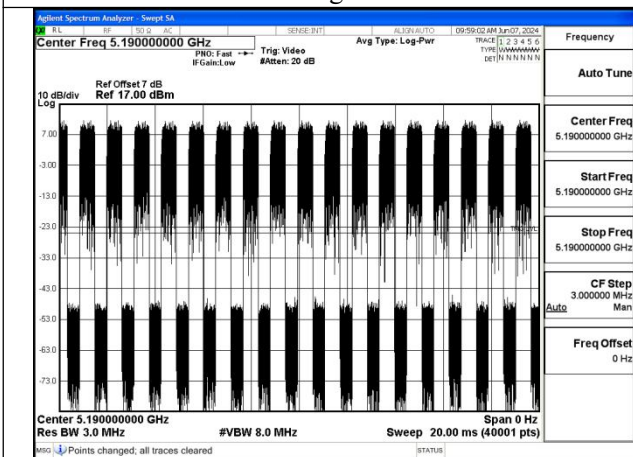 Agilent Spectrum Analyzer - Swept SA
RL RF 50 Ω AC SENSE:INT ALIGN AUTO 09:59:02 AM Jun 07, 2024
Center Freq 5.190000000 GHz
PNO: Fast
IFGain:Low
Trig: Video
#Atten: 20 dB
Avg Type: Log-Pwr
TRACE 1 2 3 4 5 6
TYPE
DET N N N N N N
Ref Offset 7 dB
10 dB/div Ref 17.00 dBm
Log
7.00
-3.00
-13.0
-23.0
-33.0
-43.0
-53.0
-63.0
-73.0
Center 5.190000000 GHz Span 0 Hz
Res BW 3.0 MHz #VBW 8.0 MHz Sweep 20.00 ms (40001 pts)
MSG Points changed; all traces cleared STATUS
Frequency
Auto Tune
Center Freq
5.190000000 GHz
Start Freq
5.190000000 GHz
Stop Freq
5.190000000 GHz
CF Step
3.000000 MHz
Auto Man
Freq Offset
0 Hz